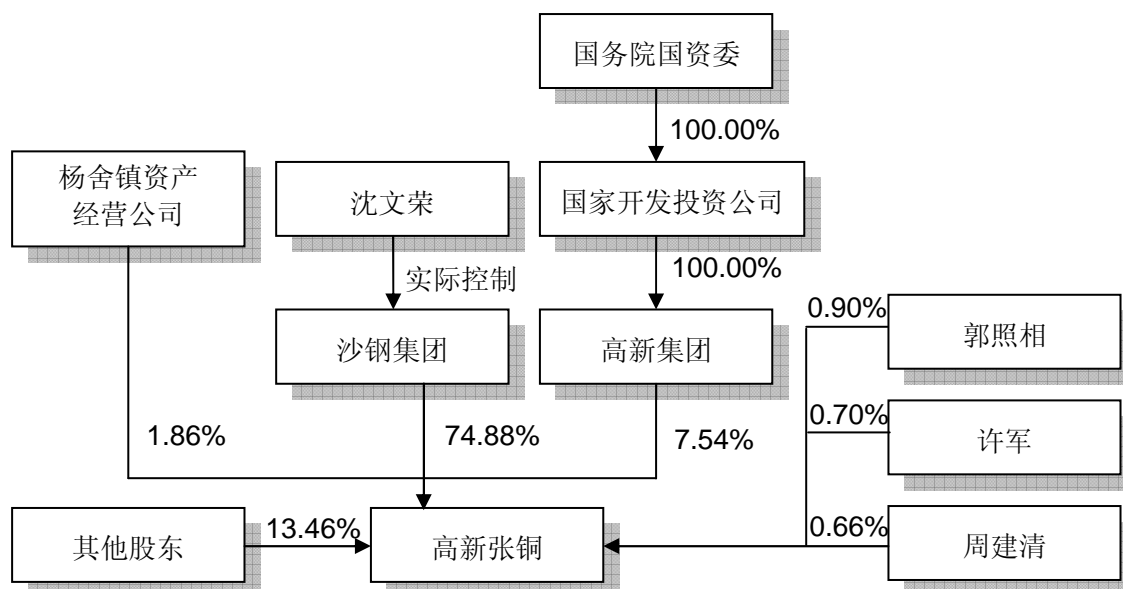 国务院国资委
100.00%
杨舍镇资产
经营公司
沈文荣
国家开发投资公司
实际控制
100.00%
沙钢集团
高新集团
0.90%
郭照相
1.86%
74.88%
7.54%
0.70%
许军
其他股东
13.46%
高新张铜
0.66%
周建清